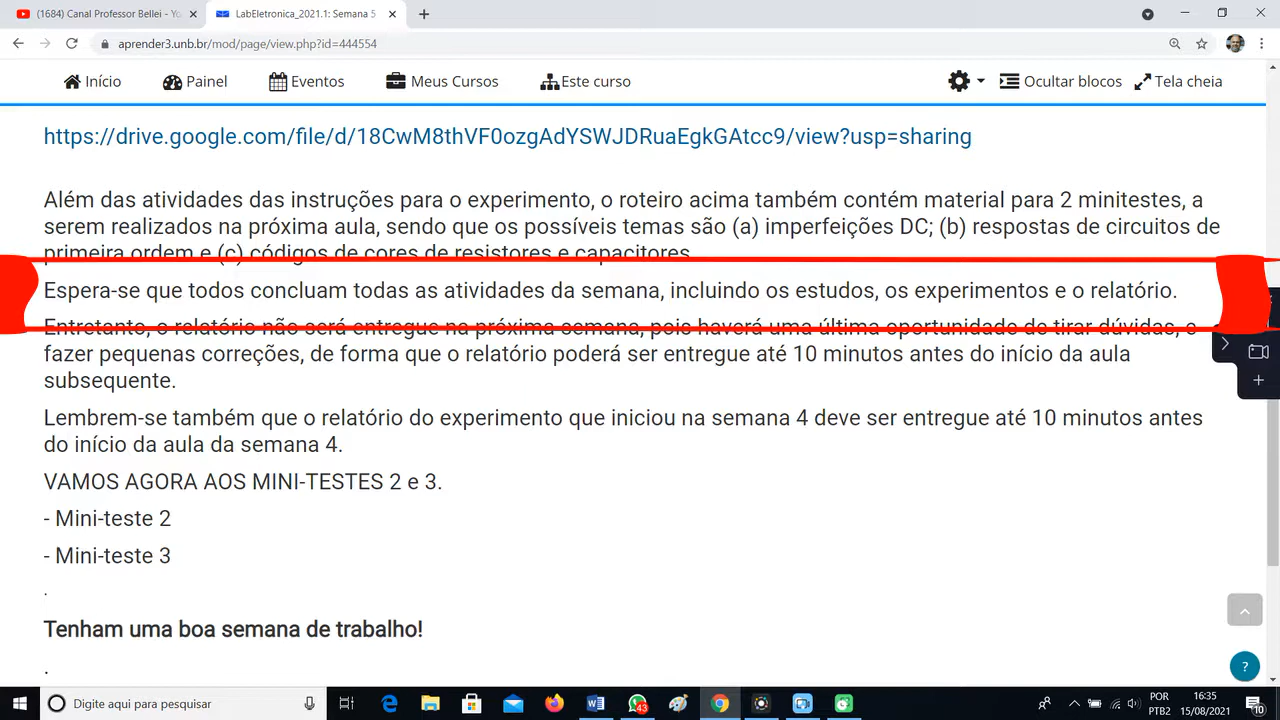 (1684) Canal Professor Bellei - Yo
LabEletronica_2021.1: Semana 5
aprender3.unb.br/mod/page/view.php?id=444554
Início Painel Eventos Meus Cursos Este curso Ocultar blocos Tela cheia
https://drive.google.com/file/d/18CwM8thVF0ozgAdYSWJDRuaEgkGAtcc9/view?usp=sharing
Além das atividades das instruções para o experimento, o roteiro acima também contém material para 2 minitestes, a
serem realizados na próxima aula, sendo que os possíveis temas são (a) imperfeições DC; (b) respostas de circuitos de
primeira ordem e (c) códigos de cores de resistores e capacitores.
Espera-se que todos concluam todas as atividades da semana, incluindo os estudos, os experimentos e o relatório.
Entretanto, o relatório não será entregue na próxima semana, pois haverá uma última oportunidade de tirar dúvidas, e
fazer pequenas correções, de forma que o relatório poderá ser entregue até 10 minutos antes do início da aula
subsequente.
Lembrem-se também que o relatório do experimento que iniciou na semana 4 deve ser entregue até 10 minutos antes
do início da aula da semana 4.
VAMOS AGORA AOS MINI-TESTES 2 e 3.
- Mini-teste 2
- Mini-teste 3
.
Tenham uma boa semana de trabalho!
.
?
Digite aqui para pesquisar
43
POR
PTB2
16:35
15/08/2021
10